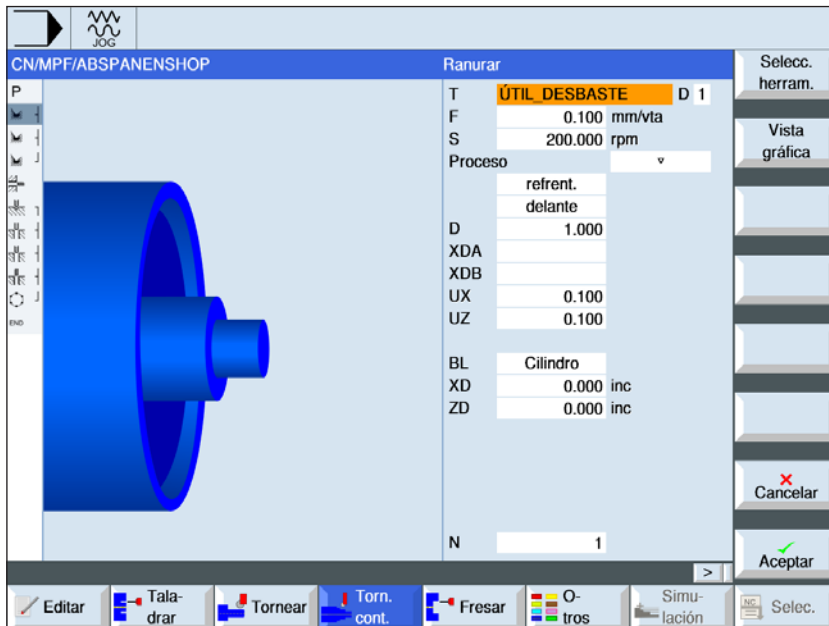 JOG
CN/MPF/ABSPANENSHOP
Ranurar
P
END
T ÚTIL_DESBASTE D 1
F 0.100 mm/vta
S 200.000 rpm
Proceso ▿
refrent.
delante
D 1.000
XDA
XDB
UX 0.100
UZ 0.100
BL Cilindro
XD 0.000 inc
ZD 0.000 inc
N 1
>
Selecc.
herram.
Vista
gráfica
Cancelar
Aceptar
Editar
Tala-
drar
Tornear
Torn.
cont.
Fresar
O-
tros
Simu-
lación
NC
Selec.